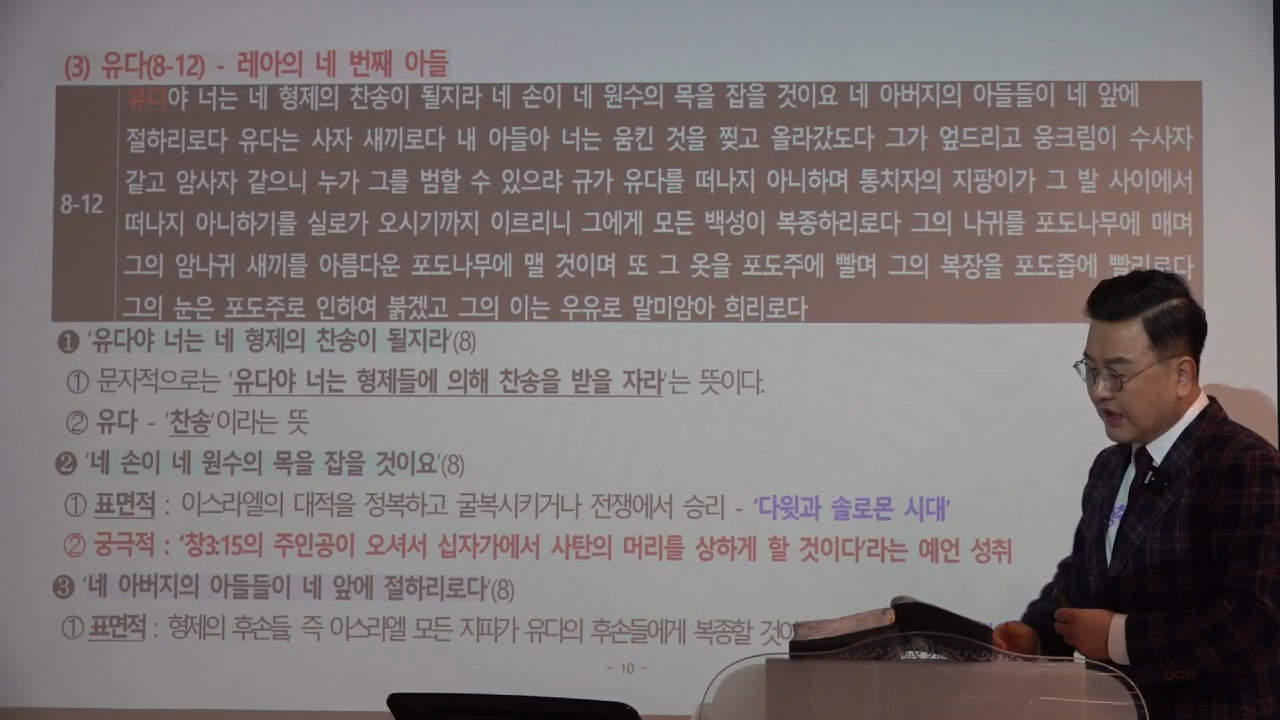 (3) 유다(8-12) - 레아의 네 번째 아들
유다야 너는 네 형제의 찬송이 될지라 네 손이 네 원수의 목을 잡을 것이요 네 아버지의 아들들이 네 앞에
절하리로다 유다는 사자 새끼로다 내 아들아 너는 움킨 것을 찢고 올라갔도다 그가 엎드리고 웅크림이 수사자
같고 암사자 같으니 누가 그를 범할 수 있으랴 규가 유다를 떠나지 아니하며 통치자의 지팡이가 그 발 사이에서
8-12
떠나지 아니하기를 실로가 오시기까지 이르리니 그에게 모든 백성이 복종하리로다 그의 나귀를 포도나무에 매며
그의 암나귀 새끼를 아름다운 포도나무에 맬 것이며 또 그 옷을 포도주에 빨며 그의 복장을 포도즙에 빨리로다
그의 눈은 포도주로 인하여 붉겠고 그의 이는 우유로 말미암아 희리로다
❶ '유다야 너는 네 형제의 찬송이 될지라'(8)
① 문자적으로는 '유다야 너는 형제들에 의해 찬송을 받을 자라'는 뜻이다.
② 유다 - '찬송'이라는 뜻
❷ '네 손이 네 원수의 목을 잡을 것이요'(8)
① 표면적 : 이스라엘의 대적을 정복하고 굴복시키거나 전쟁에서 승리 - '다윗과 솔로몬 시대'
② 궁극적 : '창3:15의 주인공이 오셔서 십자가에서 사탄의 머리를 상하게 할 것이다'라는 예언 성취
❸ '네 아버지의 아들들이 네 앞에 절하리로다'(8)
① 표면적 : 형제의 후손들, 즉 이스라엘 모든 지파가 유다의 후손들에게 복종할
- 10 -